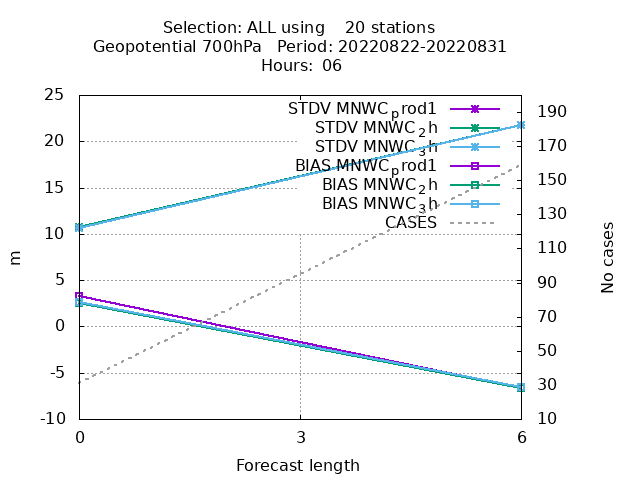 Selection: ALL using    20 stations
Geopotential 700hPa   Period: 20220822-20220831
Hours: 06
STDV MNWC_prod1
STDV MNWC_2h
STDV MNWC_3h
BIAS MNWC_prod1
BIAS MNWC_2h
BIAS MNWC_3h
CASES
25
20
15
10
5
0
-5
-10
m
190
170
150
130
110
90
70
50
30
10
No cases
0 3 6
Forecast length